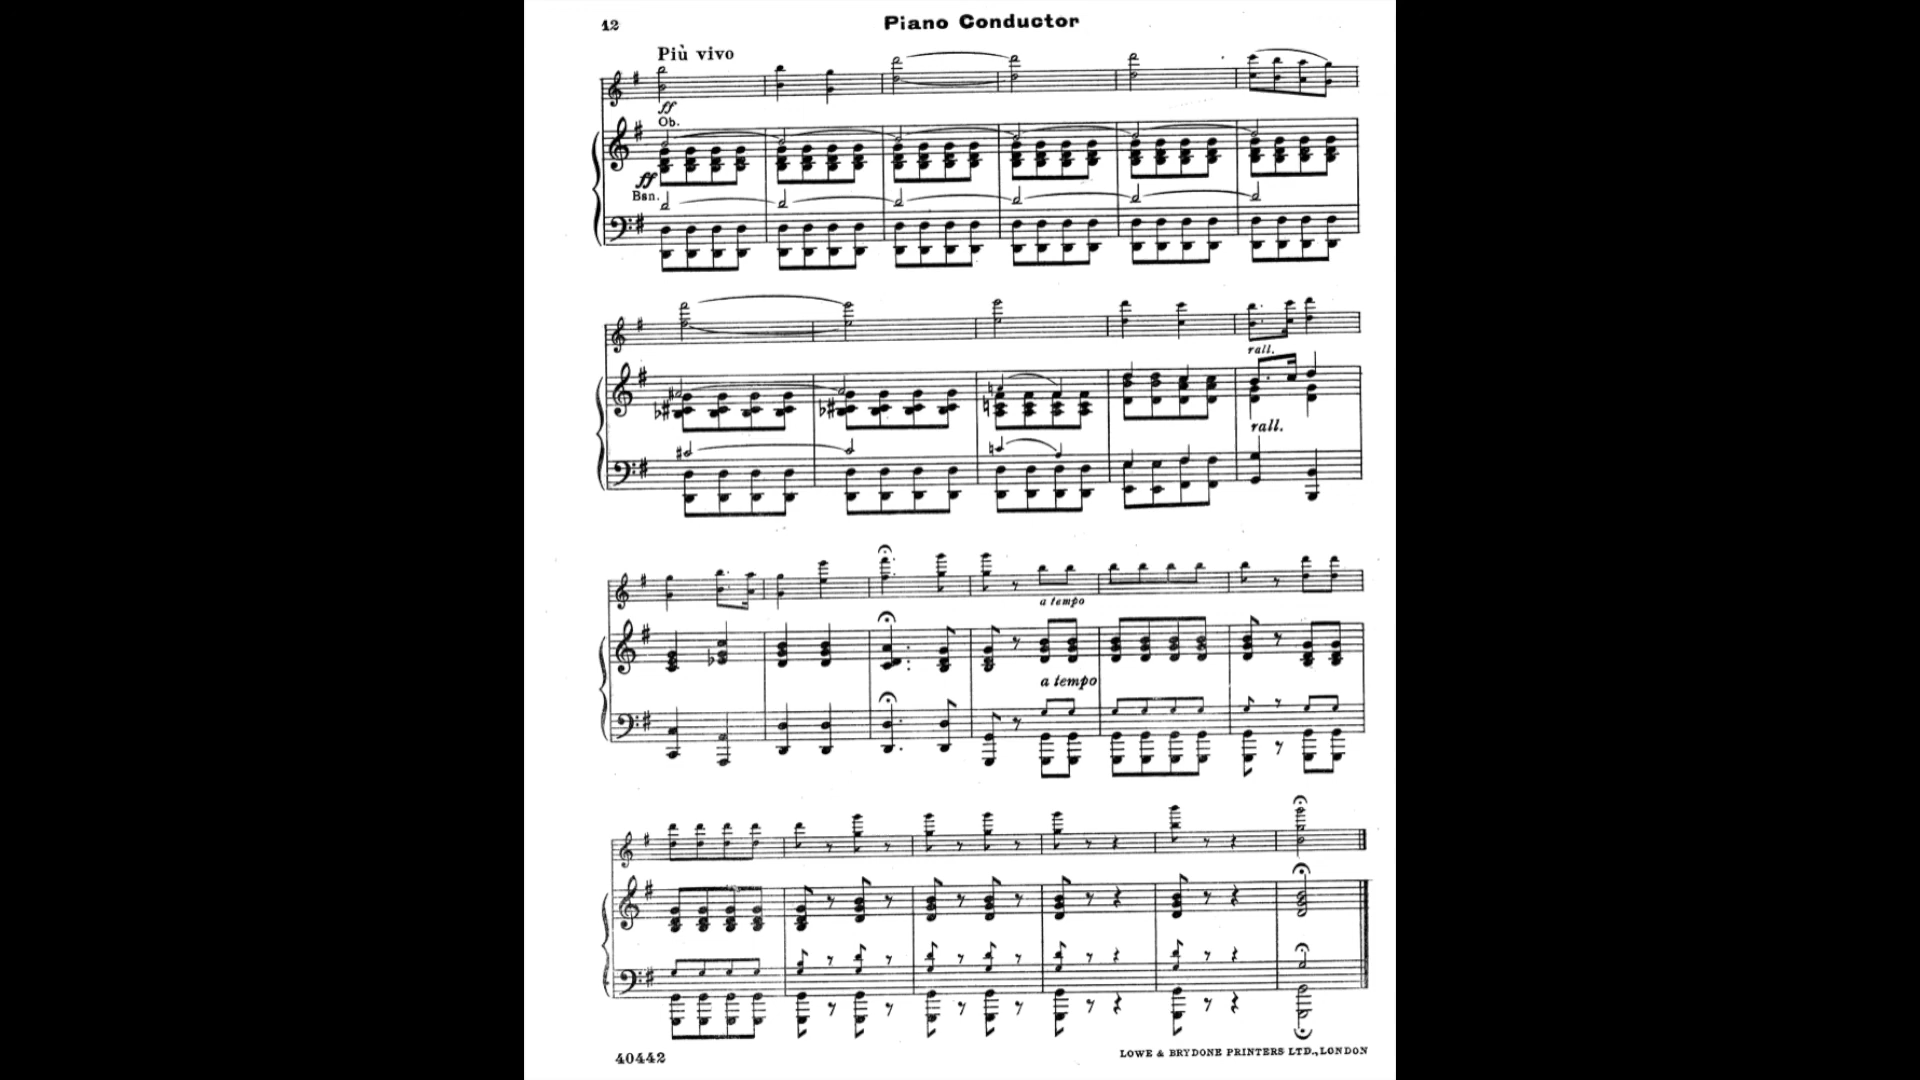 12
Piano Conductor
Più vivo
ff
Ob.
ff
Bsn.
rall.
rall.
a tempo
a tempo
40442
LOWE & BRYDONE PRINTERS LTD., LONDON